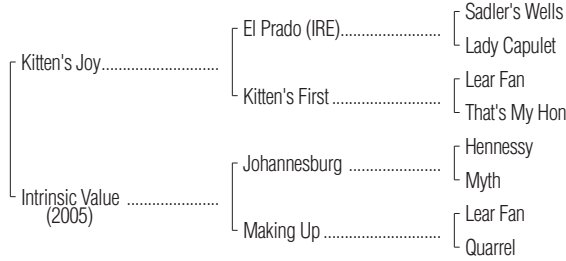 Sadler's Wells
El Prado (IRE)
Lady Capulet
Kitten's Joy
Lear Fan
Kitten's First
That's My Hon
Hennessy
Johannesburg
Myth
Intrinsic Value
(2005)
Lear Fan
Making Up
Quarrel